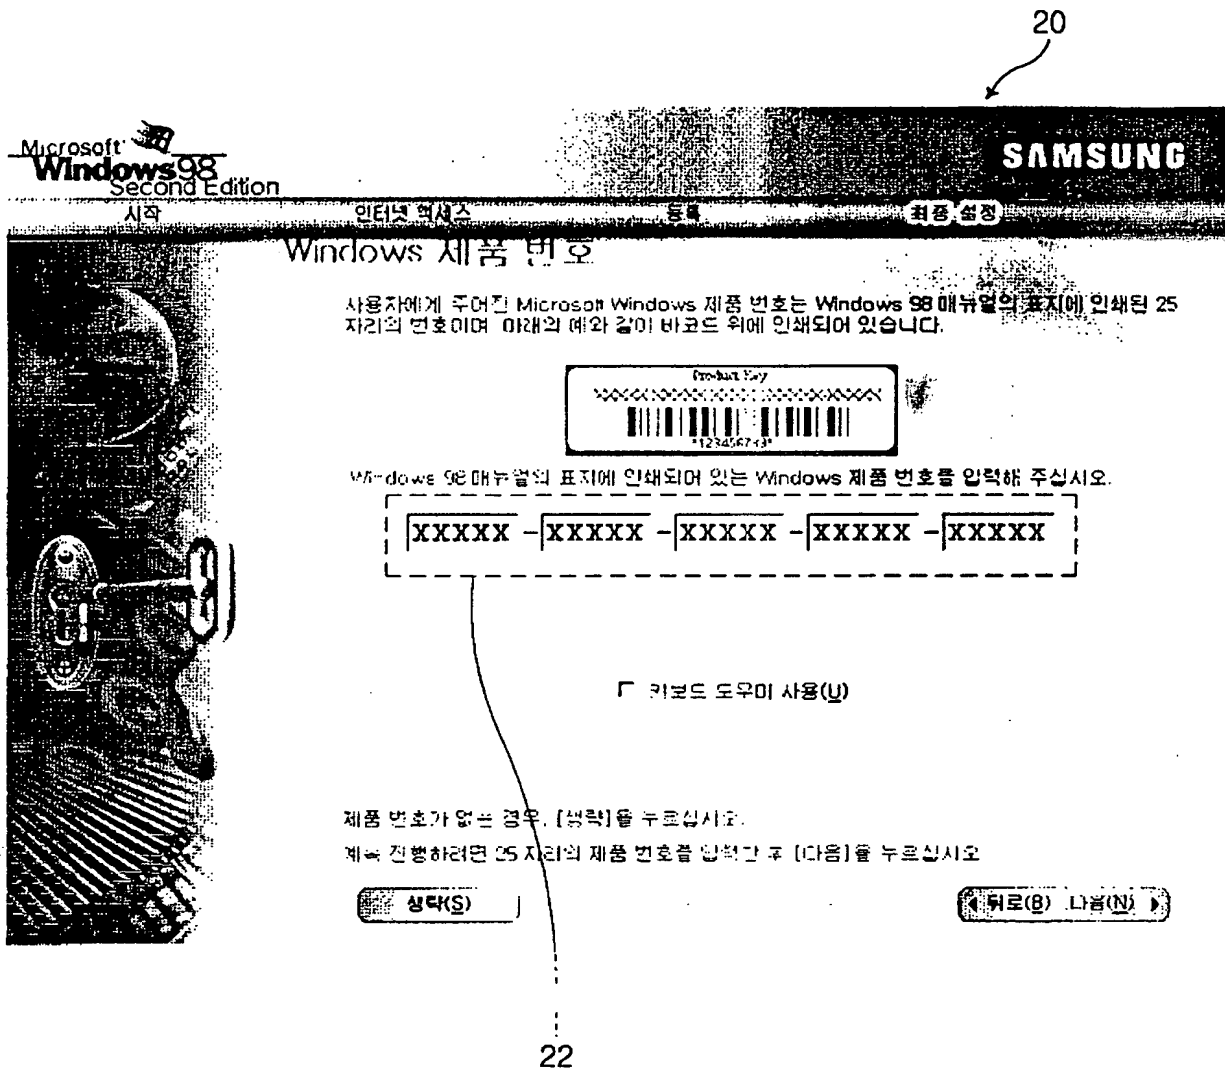 20
Microsoft
Windows98
Second Edition
SAMSUNG
시작 인터넷 액세스 등록 최종 설정
Windows 제품 번호
사용자에게 주어진 Microsoft Windows 제품 번호는 Windows 98 매뉴얼의 표지에 인쇄된 25
자리의 번호이며 아래의 예와 같이 바코드 위에 인쇄되어 있습니다.
Product Key
Windows 98 매뉴얼의 표지에 인쇄되어 있는 Windows 제품 번호를 입력해 주십시오.
XXXXX - XXXXX - XXXXX - XXXXX - XXXXX
키보드 도우미 사용(U)
제품 번호가 없는 경우, [생략]을 누르십시오.
계속 진행하려면 25 자리의 제품 번호를 입력한 후 [다음]을 누르십시오
생략(S) 뒤로(B) 다음(N)
22